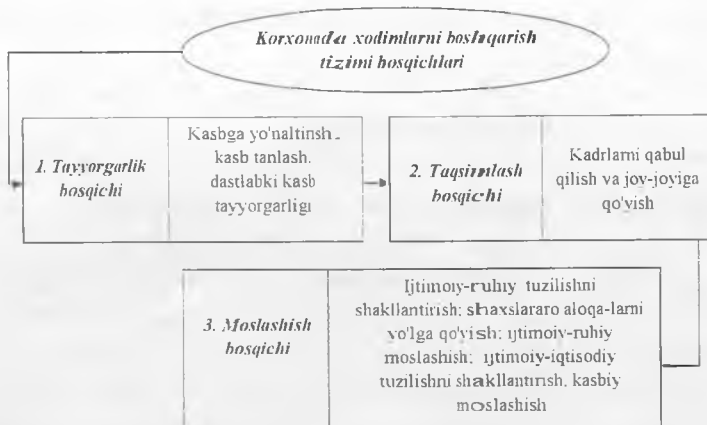 Korxonada xodimlarni boshqarish
tizimi bosqichlari
1. Tayyorgarlik
bosqichi
Kasbga yo'naltirish,
kasb tanlash,
dastlabki kasb
tayyorgarligi
2. Taqsimlash
bosqichi
Kadrlarni qabul
qilish va joy-joyiga
qo'yish
3. Moslashish
bosqichi
Ijtimoiy-ruhiy tuzilishni
shakllantirish; shaxslararo aloqa-larni
yo'lga qo'yish; ijtimoiy-ruhiy
moslashish; ijtimoiy-iqtisodiy
tuzilishni shakllantirish, kasbiy
moslashish